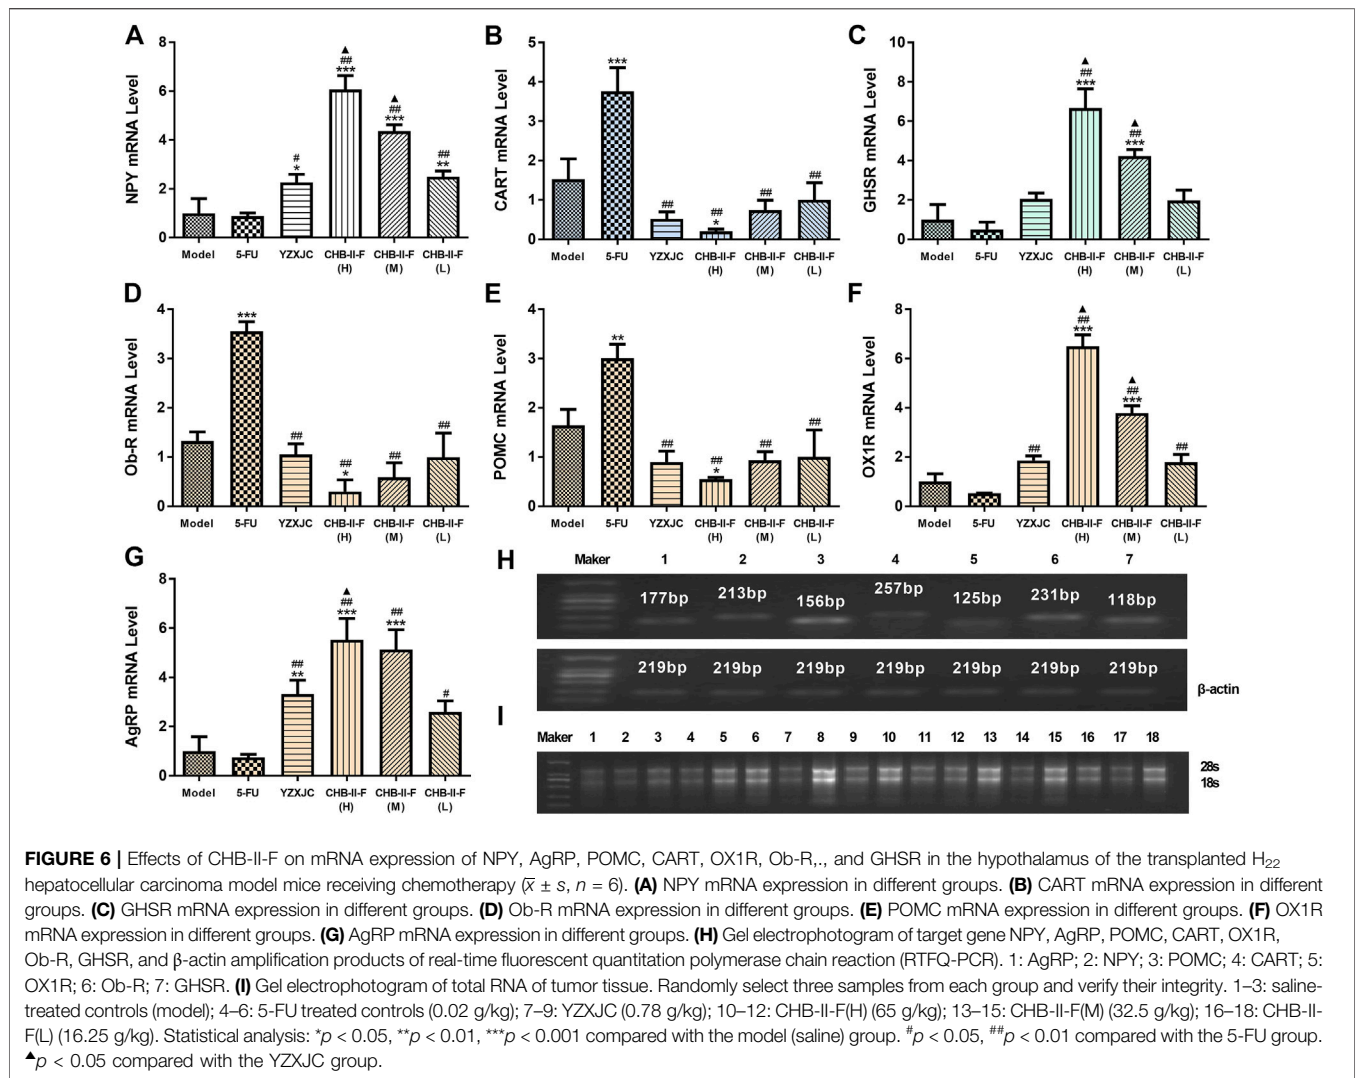 A
NPY mRNA Level
8
6
4
2
0
# *
▲ ## ***
▲ ## ***
## **
Model 5-FU YZXJC CHB-II-F (H) CHB-II-F (M) CHB-II-F (L)
B
CART mRNA Level
5
4
3
2
1
0
***
##
## *
##
##
Model 5-FU YZXJC CHB-II-F (H) CHB-II-F (M) CHB-II-F (L)
C
GHSR mRNA Level
10
8
6
4
2
0
▲ ## ***
▲ ## ***
Model 5-FU YZXJC CHB-II-F (H) CHB-II-F (M) CHB-II-F (L)
D
Ob-R mRNA Level
4
3
2
1
0
***
##
## *
##
##
Model 5-FU YZXJC CHB-II-F (H) CHB-II-F (M) CHB-II-F (L)
E
POMC mRNA Level
4
3
2
1
0
**
##
## *
##
##
Model 5-FU YZXJC CHB-II-F (H) CHB-II-F (M) CHB-II-F (L)
F
OX1R mRNA Level
8
6
4
2
0
##
▲ ## ***
▲ ## ***
##
Model 5-FU YZXJC CHB-II-F (H) CHB-II-F (M) CHB-II-F (L)
G
AgRP mRNA Level
8
6
4
2
0
## **
▲ ## ***
## ***
#
Model 5-FU YZXJC CHB-II-F (H) CHB-II-F (M) CHB-II-F (L)
H
Maker 1 2 3 4 5 6 7
177bp 213bp 156bp 257bp 125bp 231bp 118bp
219bp 219bp 219bp 219bp 219bp 219bp 219bp
β-actin
I
Maker 1 2 3 4 5 6 7 8 9 10 11 12 13 14 15 16 17 18
28s
18s
FIGURE 6 | Effects of CHB-II-F on mRNA expression of NPY, AgRP, POMC, CART, OX1R, Ob-R,., and GHSR in the hypothalamus of the transplanted H22
hepatocellular carcinoma model mice receiving chemotherapy (x̅ ± s, n = 6). (A) NPY mRNA expression in different groups. (B) CART mRNA expression in different
groups. (C) GHSR mRNA expression in different groups. (D) Ob-R mRNA expression in different groups. (E) POMC mRNA expression in different groups. (F) OX1R
mRNA expression in different groups. (G) AgRP mRNA expression in different groups. (H) Gel electrophotogram of target gene NPY, AgRP, POMC, CART, OX1R,
Ob-R, GHSR, and β-actin amplification products of real-time fluorescent quantitation polymerase chain reaction (RTFQ-PCR). 1: AgRP; 2: NPY; 3: POMC; 4: CART; 5:
OX1R; 6: Ob-R; 7: GHSR. (I) Gel electrophotogram of total RNA of tumor tissue. Randomly select three samples from each group and verify their integrity. 1–3: saline-
treated controls (model); 4–6: 5-FU treated controls (0.02 g/kg); 7–9: YZXJC (0.78 g/kg); 10–12: CHB-II-F(H) (65 g/kg); 13–15: CHB-II-F(M) (32.5 g/kg); 16–18: CHB-II-
F(L) (16.25 g/kg). Statistical analysis: *p < 0.05, **p < 0.01, ***p < 0.001 compared with the model (saline) group. #p < 0.05, ##p < 0.01 compared with the 5-FU group.
▲p < 0.05 compared with the YZXJC group.